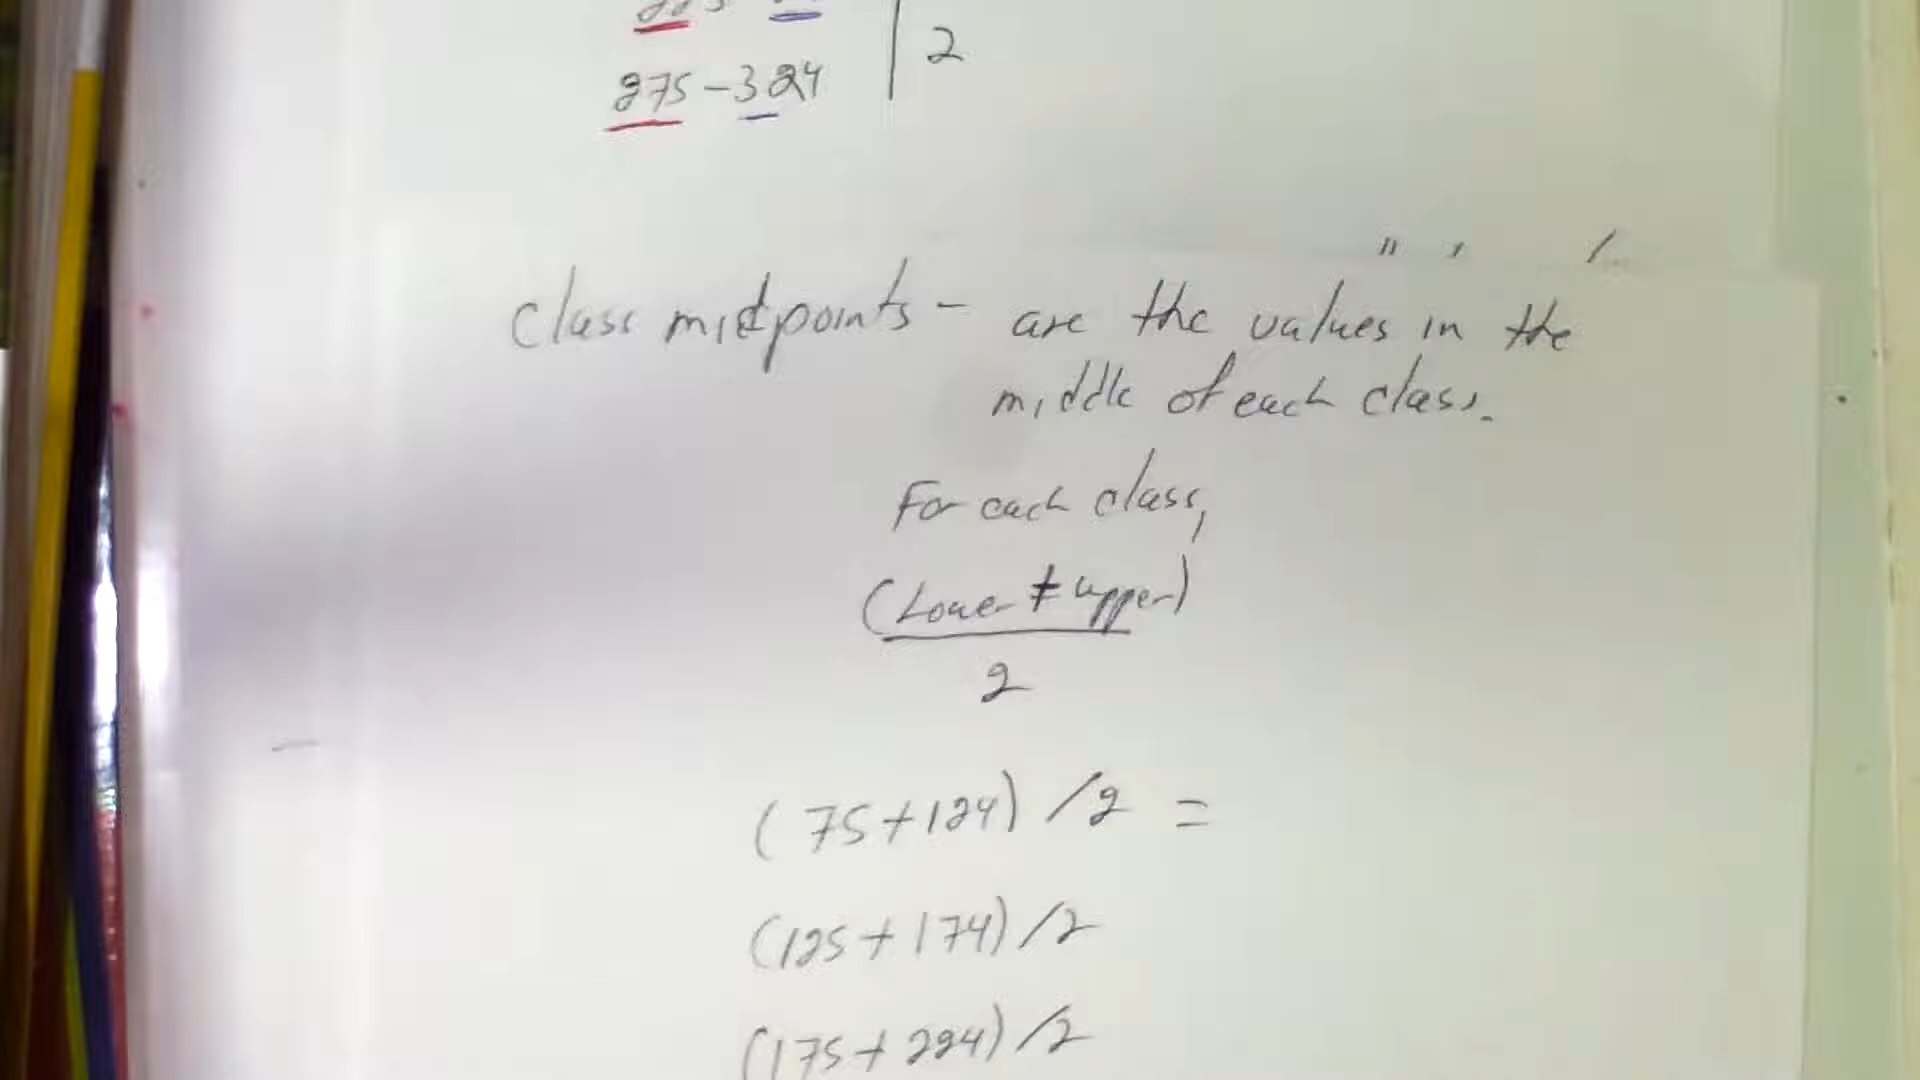 275-324 | 2
Class midpoints - are the values in the
middle of each class.
For each class,
(Lower + upper)
2
(75+124) /2 =
(125 + 174) /2
(175 + 224) /2